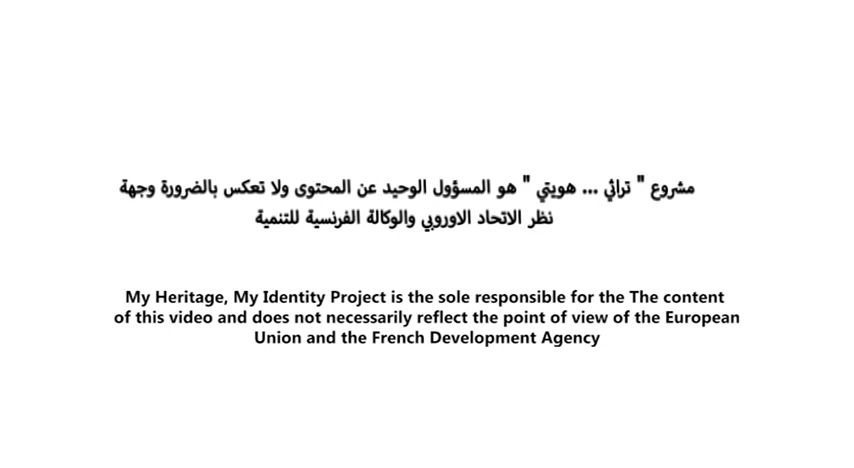 مشروع " تراثي ... هويتي " هو المسؤول الوحيد عن المحتوى ولا تعكس بالضرورة وجهة
نظر الاتحاد الاوروبي والوكالة الفرنسية للتنمية
My Heritage, My Identity Project is the sole responsible for the The content
of this video and does not necessarily reflect the point of view of the European
Union and the French Development Agency